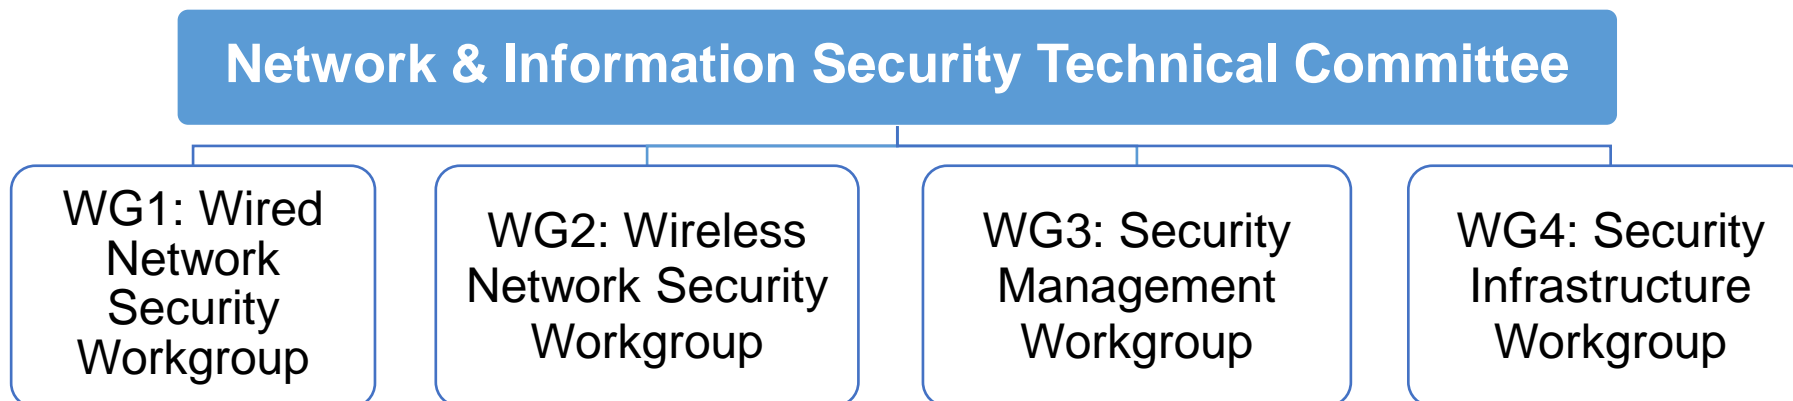 Network & Information Security Technical Committee
WG1: Wired
Network
Security
Workgroup
WG2: Wireless
Network Security
Workgroup
WG3: Security
Management
Workgroup
WG4: Security
Infrastructure
Workgroup